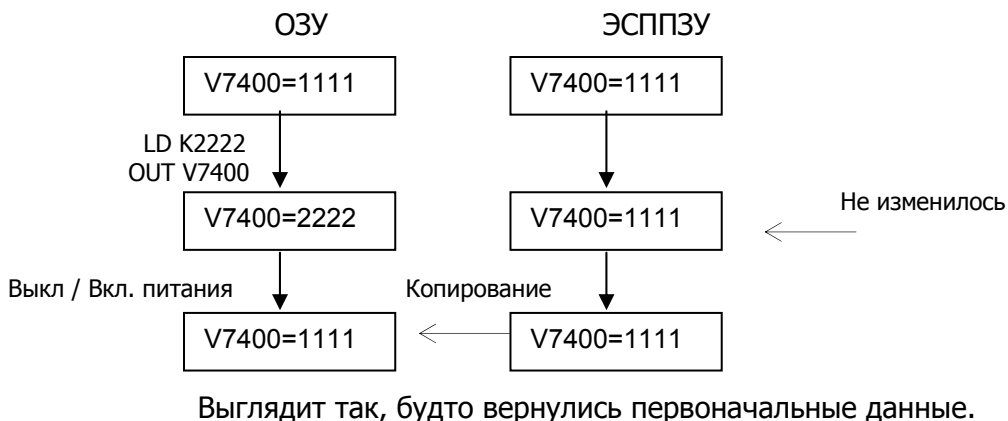 ОЗУ ЭСППЗУ
V7400=1111 V7400=1111
LD K2222
OUT V7400
V7400=2222 V7400=1111 Не изменилось
Выкл / Вкл. питания Копирование
V7400=1111 V7400=1111
Выглядит так, будто вернулись первоначальные данные.